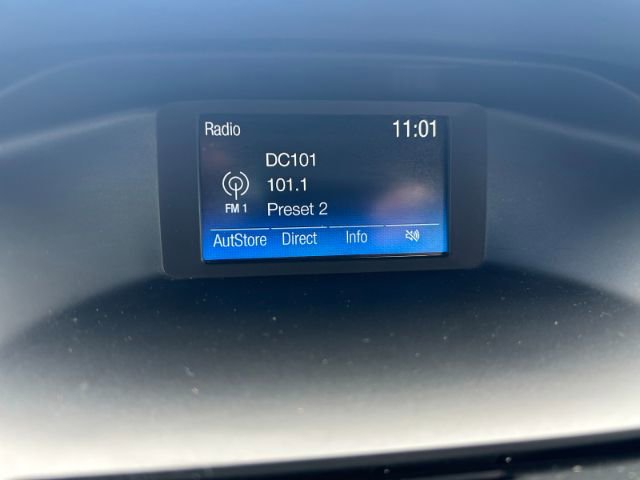 Radio 11:01
DC101
101.1
FM 1 Preset 2
AutStore Direct Info